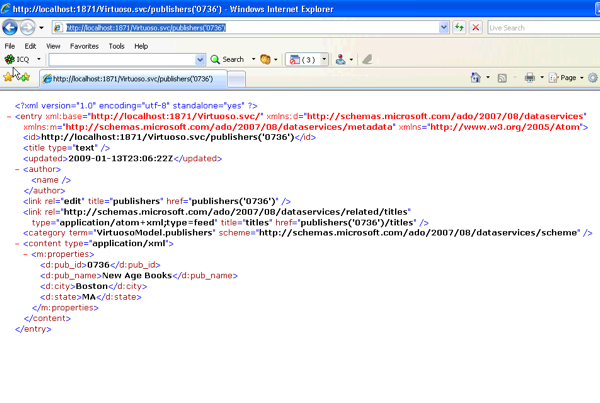 http://localhost:1871/Virtuoso.svc/publishers('0736') - Windows Internet Explorer
http://localhost:1871/Virtuoso.svc/publishers('0736')
Live Search
File Edit View Favorites Tools Help
ICQ Search ( 3 )
http://localhost:1871/Virtuoso.svc/publishers('0736')
Page
<?xml version="1.0" encoding="utf-8" standalone="yes" ?>
- <entry xml:base="http://localhost:1871/Virtuoso.svc/" xmlns:d="http://schemas.microsoft.com/ado/2007/08/dataservices"
xmlns:m="http://schemas.microsoft.com/ado/2007/08/dataservices/metadata" xmlns="http://www.w3.org/2005/Atom">
<id>http://localhost:1871/Virtuoso.svc/publishers('0736')</id>
<title type="text" />
<updated>2009-01-13T23:06:22Z</updated>
- <author>
<name />
</author>
<link rel="edit" title="publishers" href="publishers('0736')" />
<link rel="http://schemas.microsoft.com/ado/2007/08/dataservices/related/titles"
type="application/atom+xml;type=feed" title="titles" href="publishers('0736')/titles" />
<category term="VirtuosoModel.publishers" scheme="http://schemas.microsoft.com/ado/2007/08/dataservices/scheme" />
- <content type="application/xml">
- <m:properties>
<d:pub_id>0736</d:pub_id>
<d:pub_name>New Age Books</d:pub_name>
<d:city>Boston</d:city>
<d:state>MA</d:state>
</m:properties>
</content>
</entry>